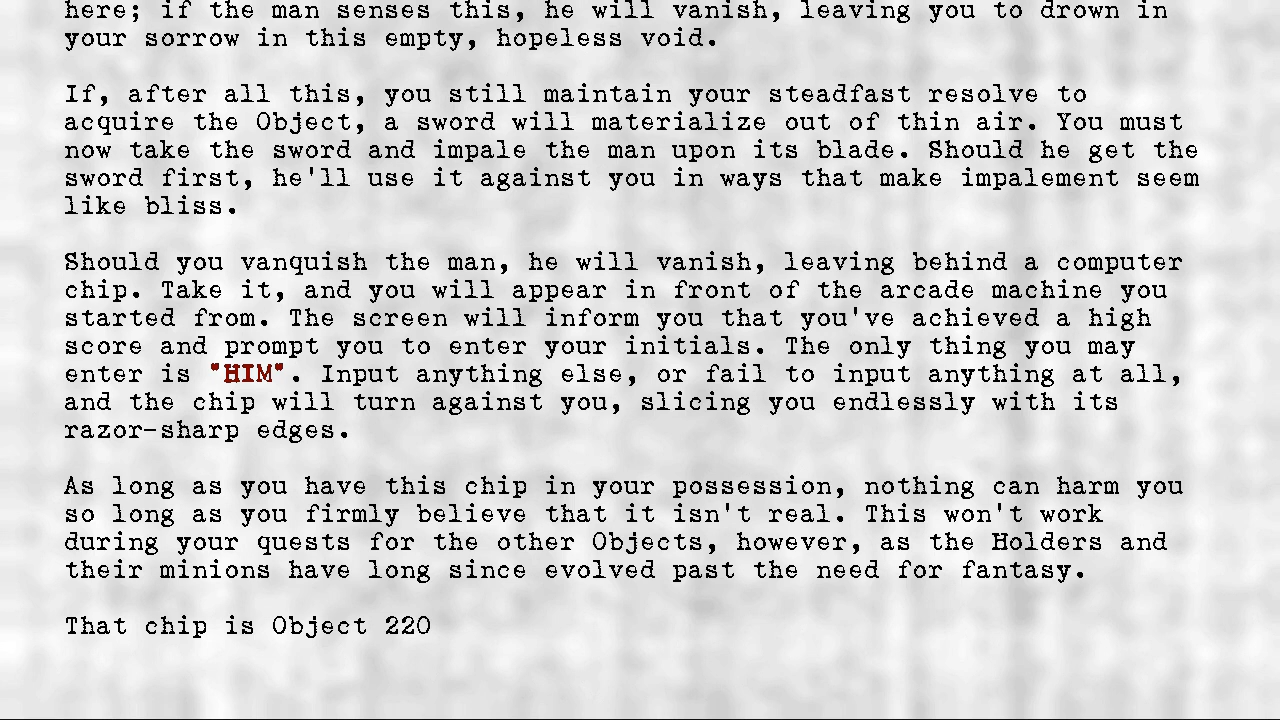 here; if the man senses this, he will vanish, leaving you to drown in
your sorrow in this empty, hopeless void.
If, after all this, you still maintain your steadfast resolve to
acquire the Object, a sword will materialize out of thin air. You must
now take the sword and impale the man upon its blade. Should he get the
sword first, he'll use it against you in ways that make impalement seem
like bliss.
Should you vanquish the man, he will vanish, leaving behind a computer
chip. Take it, and you will appear in front of the arcade machine you
started from. The screen will inform you that you've achieved a high
score and prompt you to enter your initials. The only thing you may
enter is "HIM". Input anything else, or fail to input anything at all,
and the chip will turn against you, slicing you endlessly with its
razor-sharp edges.
As long as you have this chip in your possession, nothing can harm you
so long as you firmly believe that it isn't real. This won't work
during your quests for the other Objects, however, as the Holders and
their minions have long since evolved past the need for fantasy.
That chip is Object 220